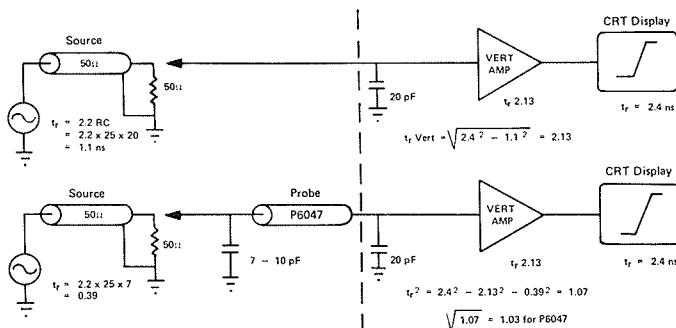 CRT Display
Source
50Ω
50Ω
20 pF
VERT
AMP
tr 2.13
tr = 2.4 ns
tr = 2.2 RC
= 2.2 x 25 x 20
= 1.1 ns
tr Vert = √2.4² − 1.1² = 2.13
CRT Display
Source
50Ω
50Ω
Probe
P6047
7 – 10 pF
20 pF
VERT
AMP
tr 2.13
tr = 2.4 ns
tr = 2.2 x 25 x 7
= 0.39
tr² = 2.4² − 2.13² − 0.39² = 1.07
√1.07 = 1.03 for P6047